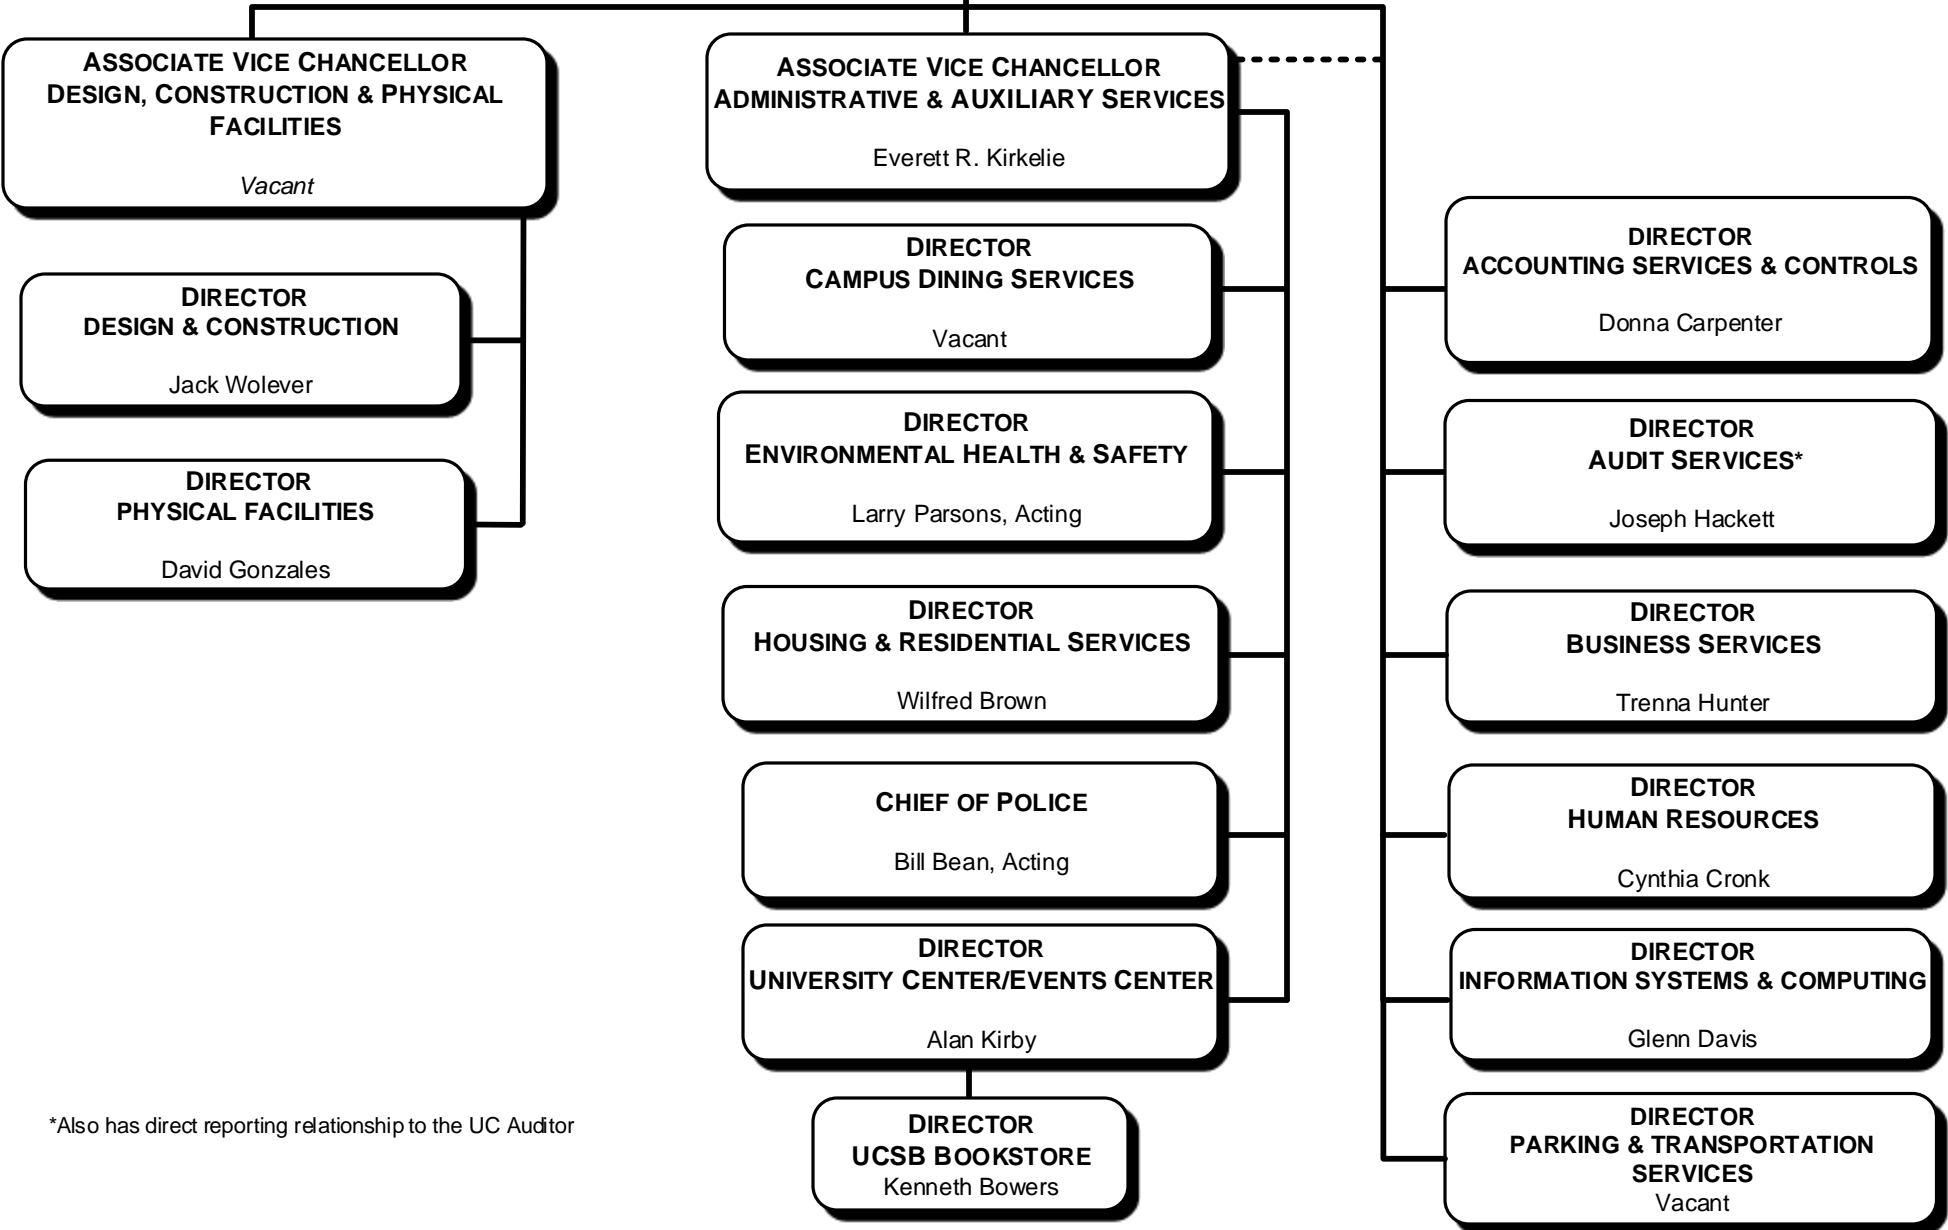 ASSOCIATE VICE CHANCELLOR
DESIGN, CONSTRUCTION & PHYSICAL
FACILITIES
Vacant
DIRECTOR
DESIGN & CONSTRUCTION
Jack Wolever
DIRECTOR
PHYSICAL FACILITIES
David Gonzales
ASSOCIATE VICE CHANCELLOR
ADMINISTRATIVE & AUXILIARY SERVICES
Everett R. Kirkelie
DIRECTOR
CAMPUS DINING SERVICES
Vacant
DIRECTOR
ENVIRONMENTAL HEALTH & SAFETY
Larry Parsons, Acting
DIRECTOR
HOUSING & RESIDENTIAL SERVICES
Wilfred Brown
CHIEF OF POLICE
Bill Bean, Acting
DIRECTOR
UNIVERSITY CENTER/EVENTS CENTER
Alan Kirby
DIRECTOR
UCSB BOOKSTORE
Kenneth Bowers
DIRECTOR
ACCOUNTING SERVICES & CONTROLS
Donna Carpenter
DIRECTOR
AUDIT SERVICES*
Joseph Hackett
DIRECTOR
BUSINESS SERVICES
Trenna Hunter
DIRECTOR
HUMAN RESOURCES
Cynthia Cronk
DIRECTOR
INFORMATION SYSTEMS & COMPUTING
Glenn Davis
DIRECTOR
PARKING & TRANSPORTATION
SERVICES
Vacant
*Also has direct reporting relationship to the UC Auditor